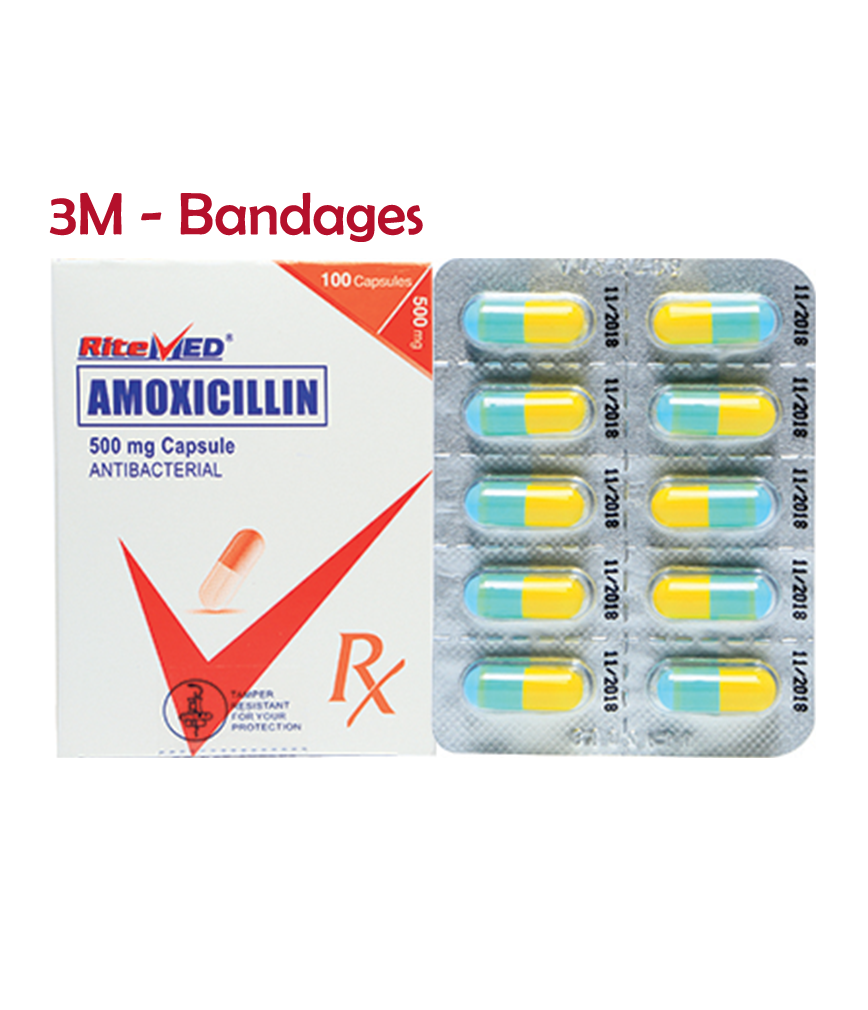 3M - Bandages
100 Capsules
500 mg
RiteMED®
AMOXICILLIN
500 mg Capsule
ANTIBACTERIAL
Rx
TAMPER
RESISTANT
FOR YOUR
PROTECTION
11/2018
11/2018
11/2018
11/2018
11/2018
11/2018
11/2018
11/2018
11/2018
11/2018